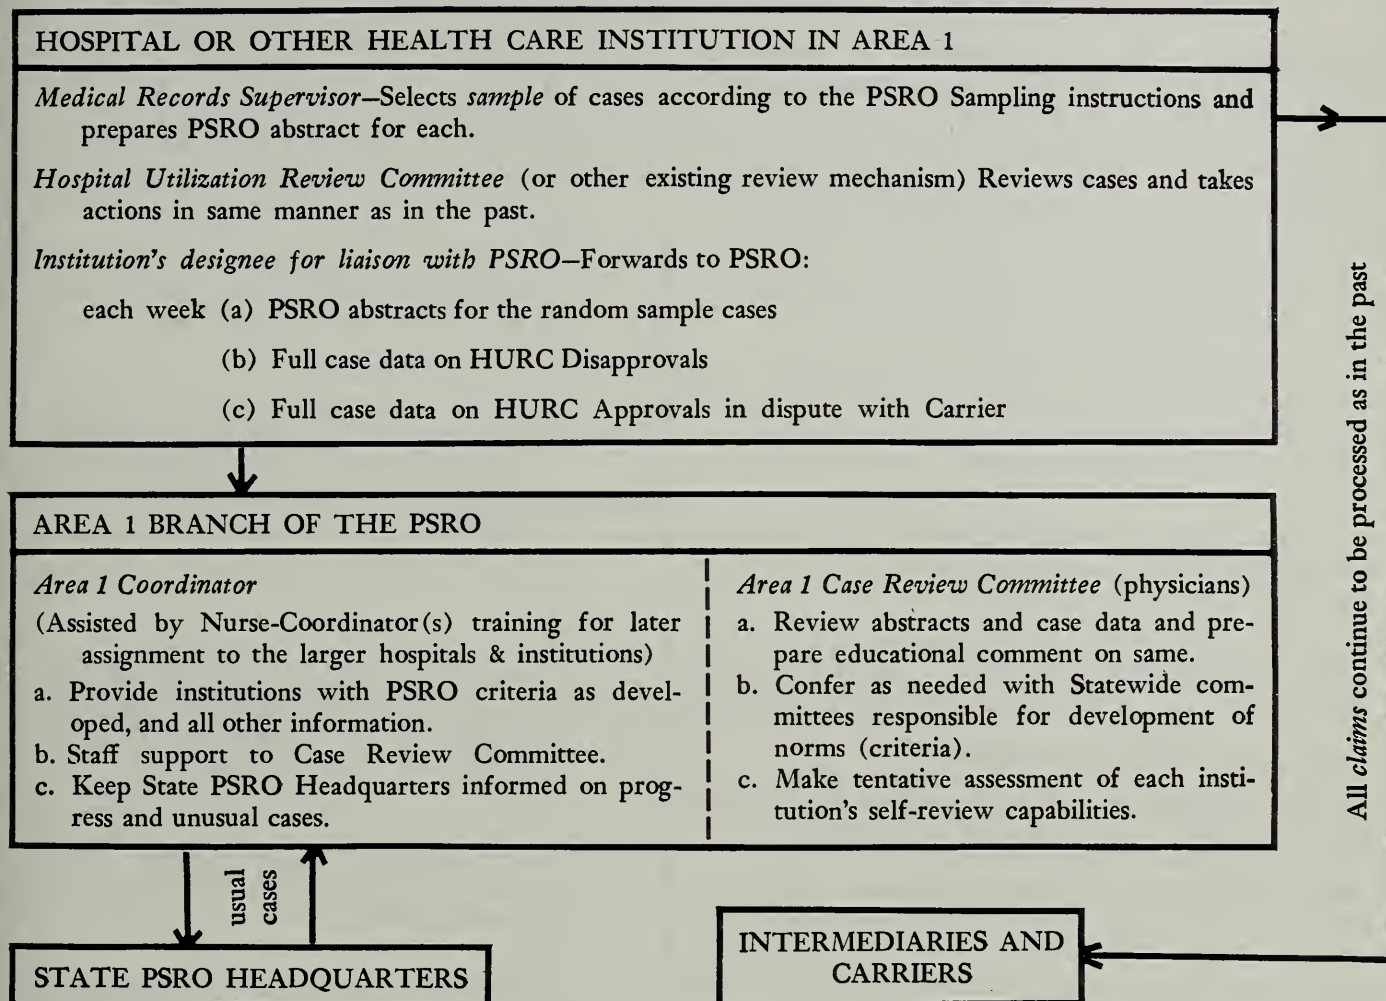 HOSPITAL OR OTHER HEALTH CARE INSTITUTION IN AREA 1
Medical Records Supervisor—Selects sample of cases according to the PSRO Sampling instructions and
prepares PSRO abstract for each.
Hospital Utilization Review Committee (or other existing review mechanism) Reviews cases and takes
actions in same manner as in the past.
Institution's designee for liaison with PSRO—Forwards to PSRO:
each week (a) PSRO abstracts for the random sample cases
(b) Full case data on HURC Disapprovals
(c) Full case data on HURC Approvals in dispute with Carrier
All claims continue to be processed as in the past
AREA 1 BRANCH OF THE PSRO
Area 1 Coordinator
(Assisted by Nurse-Coordinator(s) training for later
assignment to the larger hospitals & institutions)
a. Provide institutions with PSRO criteria as devel-
oped, and all other information.
b. Staff support to Case Review Committee.
c. Keep State PSRO Headquarters informed on prog-
ress and unusual cases.
Area 1 Case Review Committee (physicians)
a. Review abstracts and case data and pre-
pare educational comment on same.
b. Confer as needed with Statewide com-
mittees responsible for development of
norms (criteria).
c. Make tentative assessment of each insti-
tution's self-review capabilities.
usual
cases
STATE PSRO HEADQUARTERS
INTERMEDIARIES AND
CARRIERS